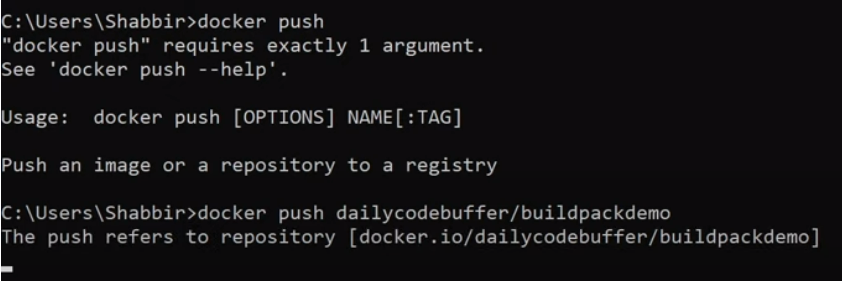 C:\Users\Shabbir>docker push
"docker push" requires exactly 1 argument.
See 'docker push --help'.
Usage:  docker push [OPTIONS] NAME[:TAG]
Push an image or a repository to a registry
C:\Users\Shabbir>docker push dailycodebuffer/buildpackdemo
The push refers to repository [docker.io/dailycodebuffer/buildpackdemo]